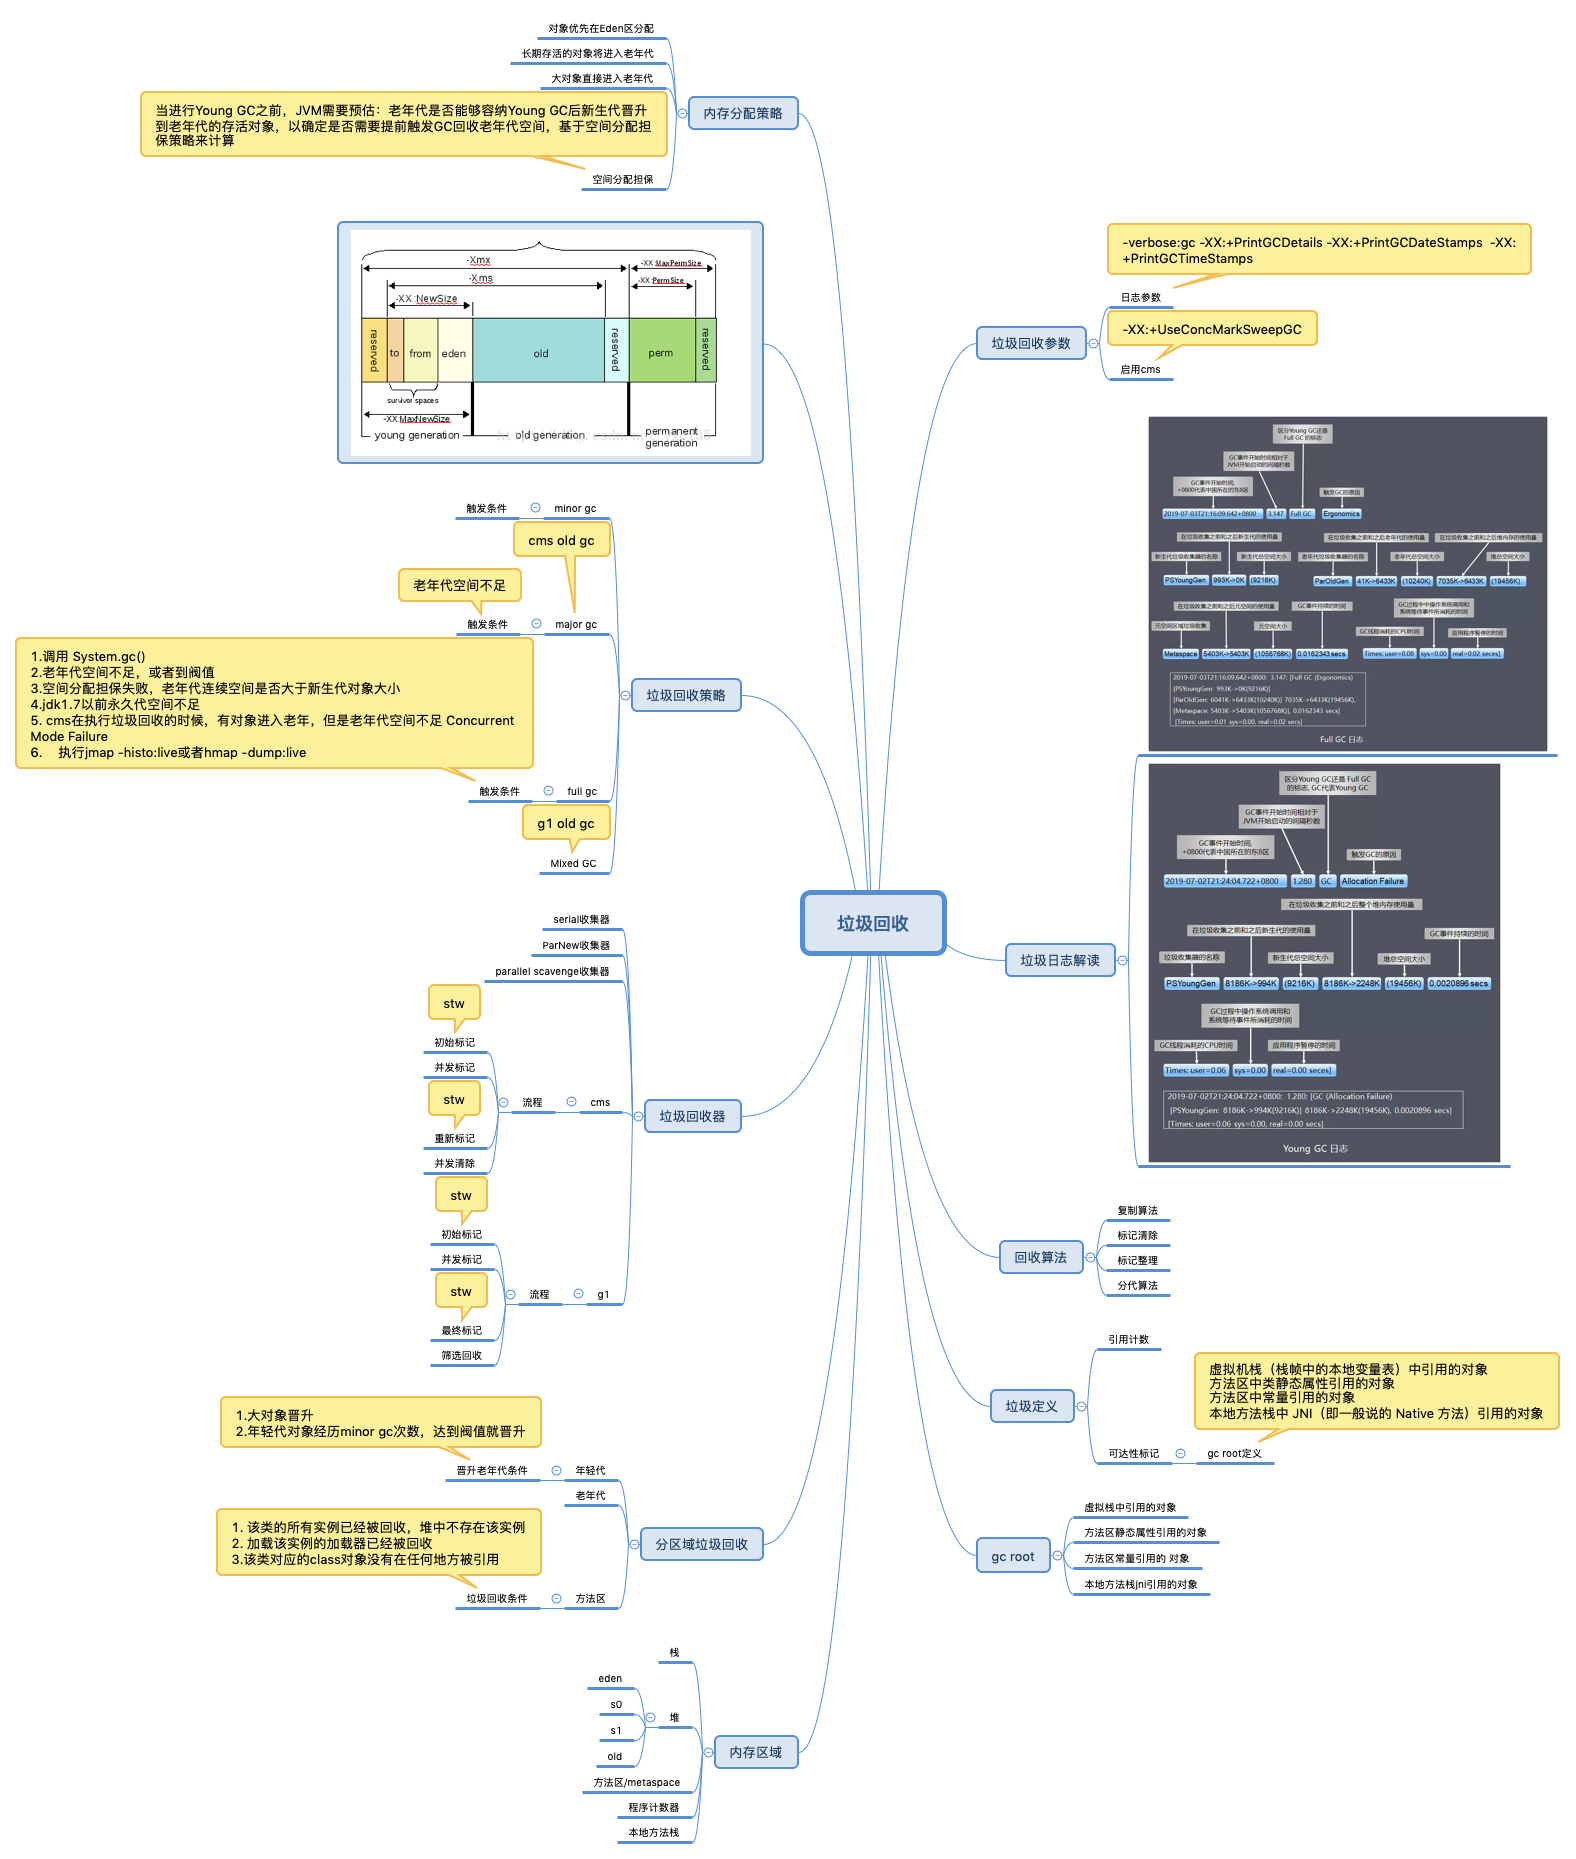 对象优先在Eden区分配
长期存活的对象将进入老年代
大对象直接进入老年代
当进行Young GC之前，JVM需要预估：老年代是否能够容纳Young GC后新生代晋升
到老年代的存活对象，以确定是否需要提前触发GC回收老年代空间，基于空间分配担
保策略来计算
空间分配担保
内存分配策略
-Xmx
-XX:MaxPermSize
-Xms
-XX:PermSize
-XX:NewSize
reserved
to
from
eden
old
reserved
perm
reserved
survivor spaces
-XX:MaxNewSize
young generation
old generation
permanent
generation
触发条件
minor gc
cms old gc
老年代空间不足
触发条件
major gc
1.调用 System.gc()
2.老年代空间不足，或者到阀值
3.空间分配担保失败，老年代连续空间是否大于新生代对象大小
4.jdk1.7以前永久代空间不足
5. cms在执行垃圾回收的时候，有对象进入老年，但是老年代空间不足 Concurrent
Mode Failure
6. 执行jmap -histo:live或者hmap -dump:live
触发条件
full gc
g1 old gc
Mixed GC
垃圾回收策略
serial收集器
ParNew收集器
parallel scavenge收集器
stw
初始标记
并发标记
stw
重新标记
并发清除
流程
cms
stw
初始标记
并发标记
stw
最终标记
筛选回收
流程
g1
垃圾回收器
1.大对象晋升
2.年轻代对象经历minor gc次数，达到阀值就晋升
晋升老年代条件
年轻代
老年代
1. 该类的所有实例已经被回收，堆中不存在该实例
2. 加载该实例的加载器已经被回收
3.该类对应的class对象没有在任何地方被引用
垃圾回收条件
方法区
分区域垃圾回收
栈
eden
s0
s1
old
堆
方法区/metaspace
程序计数器
本地方法栈
内存区域
垃圾回收
-verbose:gc -XX:+PrintGCDetails -XX:+PrintGCDateStamps -XX:
+PrintGCTimeStamps
日志参数
-XX:+UseConcMarkSweepGC
启用cms
垃圾回收参数
区分Young GC还是
Full GC 的标志
GC事件开始时间相对于
JVM开始启动的间隔秒数
GC事件开始时间,
+0800代表中国所在的东8区
触发GC的原因
2019-07-03T21:16:09.642+0800
3.147
Full GC
Ergonomics
在垃圾收集之前和之后新生代的使用量
在垃圾收集之前和之后老年代的使用量
在垃圾收集之前和之后堆内存的使用量
新生代垃圾收集器的名称
新生代总空间大小
老年代垃圾收集器的名称
老年代总空间大小
堆总空间大小
PSYoungGen
993K->0K
(9216K)
ParOldGen
41K->6433K
(10240K)
7035K->6433K
(19456K)
在垃圾收集之前和之后元空间的使用量
GC事件持续的时间
GC过程中中操作系统调用和
系统等待事件所消耗的时间
元空间区域垃圾收集
元空间大小
GC线程消耗的CPU时间
应用程序暂停的时间
Metaspace
5403K->5403K
(1056768K)
0.0162343 secs
Times: user=0.08
sys=0.00
real=0.02 seces]
2019-07-03T21:16:09.642+0800: 3.147: [Full GC (Ergonomics)
[PSYoungGen: 993K->0K(9216K)]
[ParOldGen: 6041K->6433K(10240K)] 7035K->6433K(19456K),
[Metaspace: 5403K->5403K(1056768K)], 0.0162343 secs]
[Times: user=0.01 sys=0.00, real=0.02 secs]
Full GC 日志
区分Young GC还是 Full GC
的标志, GC代表Young GC
GC事件开始时间相对于
JVM开始启动的间隔秒数
GC事件开始时间,
+0800代表中国所在的东8区
触发GC的原因
2019-07-02T21:24:04.722+0800
1.280
GC
Allocation Failure
在垃圾收集之前和之后整个堆内存使用量
在垃圾收集之前和之后新生代的使用量
GC事件持续的时间
垃圾收集器的名称
新生代总空间大小
堆总空间大小
PSYoungGen
8186K->994K
(9216K)
8186K->2248K
(19456K)
0.0020896 secs
GC过程中操作系统调用和
系统等待事件所消耗的时间
GC线程消耗的CPU时间
应用程序暂停的时间
Times: user=0.06
sys=0.00
real=0.00 seces]
2019-07-02T21:24:04.722+0800: 1.280: [GC (Allocation Failure)
[PSYoungGen: 8186K->994K(9216K)] 8186K->2248K(19456K), 0.0020896 secs]
[Times: user=0.06 sys=0.00, real=0.00 secs]
Young GC 日志
垃圾日志解读
复制算法
标记清除
标记整理
分代算法
回收算法
引用计数
虚拟机栈（栈帧中的本地变量表）中引用的对象
方法区中类静态属性引用的对象
方法区中常量引用的对象
本地方法栈中 JNI（即一般说的 Native 方法）引用的对象
可达性标记
gc root定义
垃圾定义
虚拟栈中引用的对象
方法区静态属性引用的对象
方法区常量引用的 对象
本地方法栈jni引用的对象
gc root